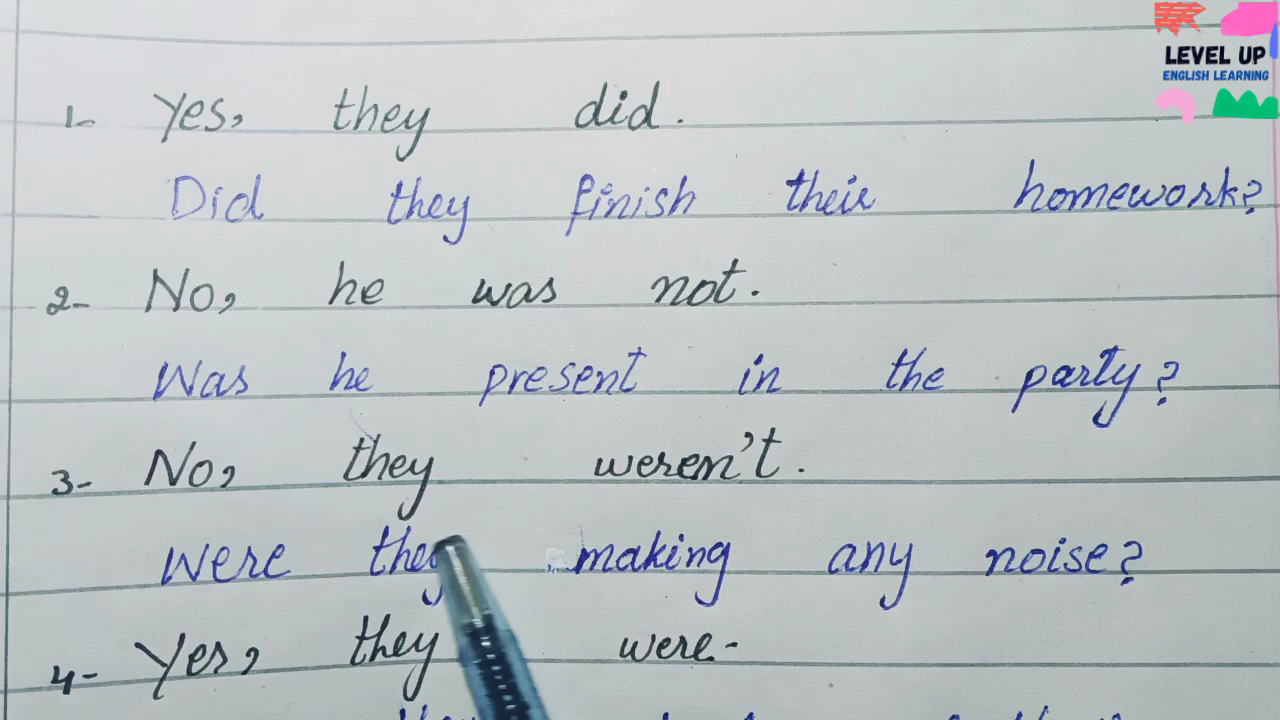 LEVEL UP
ENGLISH LEARNING
1- Yes, they did.
Did they finish their homework?
2- No, he was not.
Was he present in the party?
3- No, they weren't.
Were they making any noise?
4- Yes, they were-